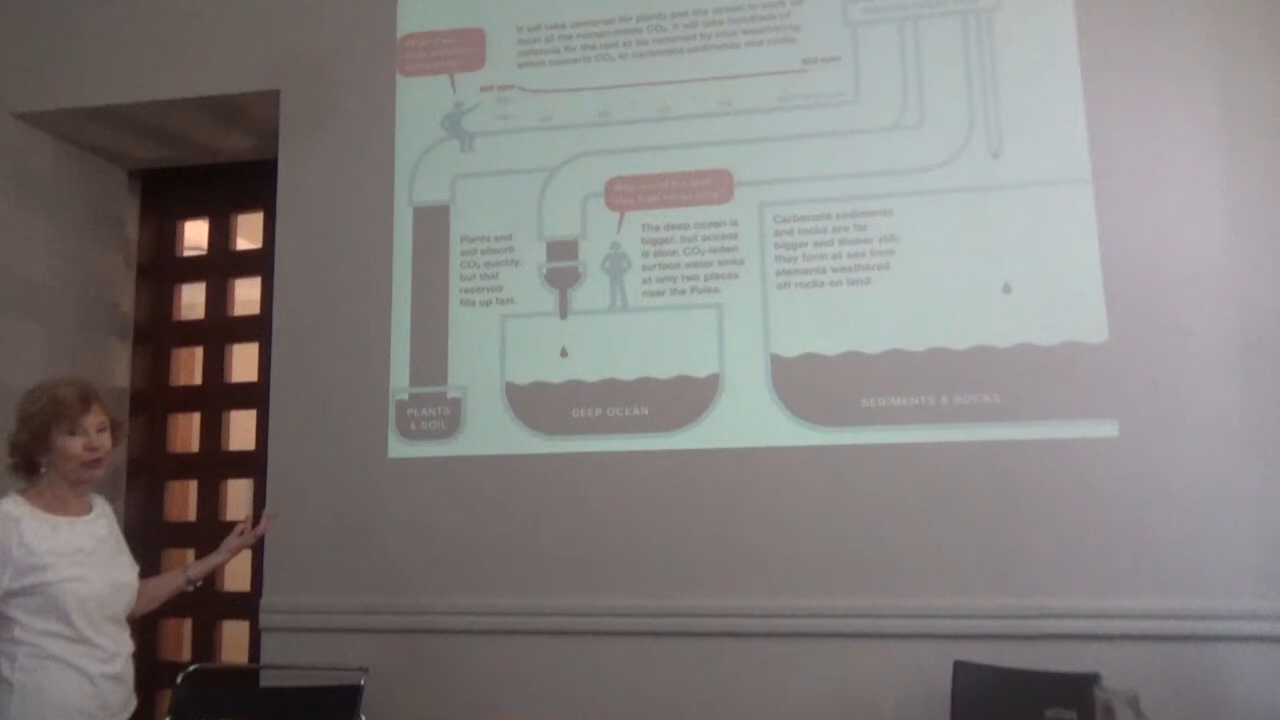 It will take centuries for plants and the ocean to soak up
most of the human-made CO₂. It will take hundreds of
for the rest to be removed by rock weathering,
which converts CO₂ to carbonate sediments and rocks.
Plants and
soil absorb
CO₂ quickly,
but that
reservoir
fills up fast.
The deep ocean is
bigger, but access
is slow: CO₂-laden
surface water sinks
at only two places
near the Poles.
Carbonate sediments
and rocks are far
bigger and slower still;
they form at sea from
elements weathered
off rocks on land
PLANTS
& SOIL
DEEP OCEAN
SEDIMENTS & ROCKS